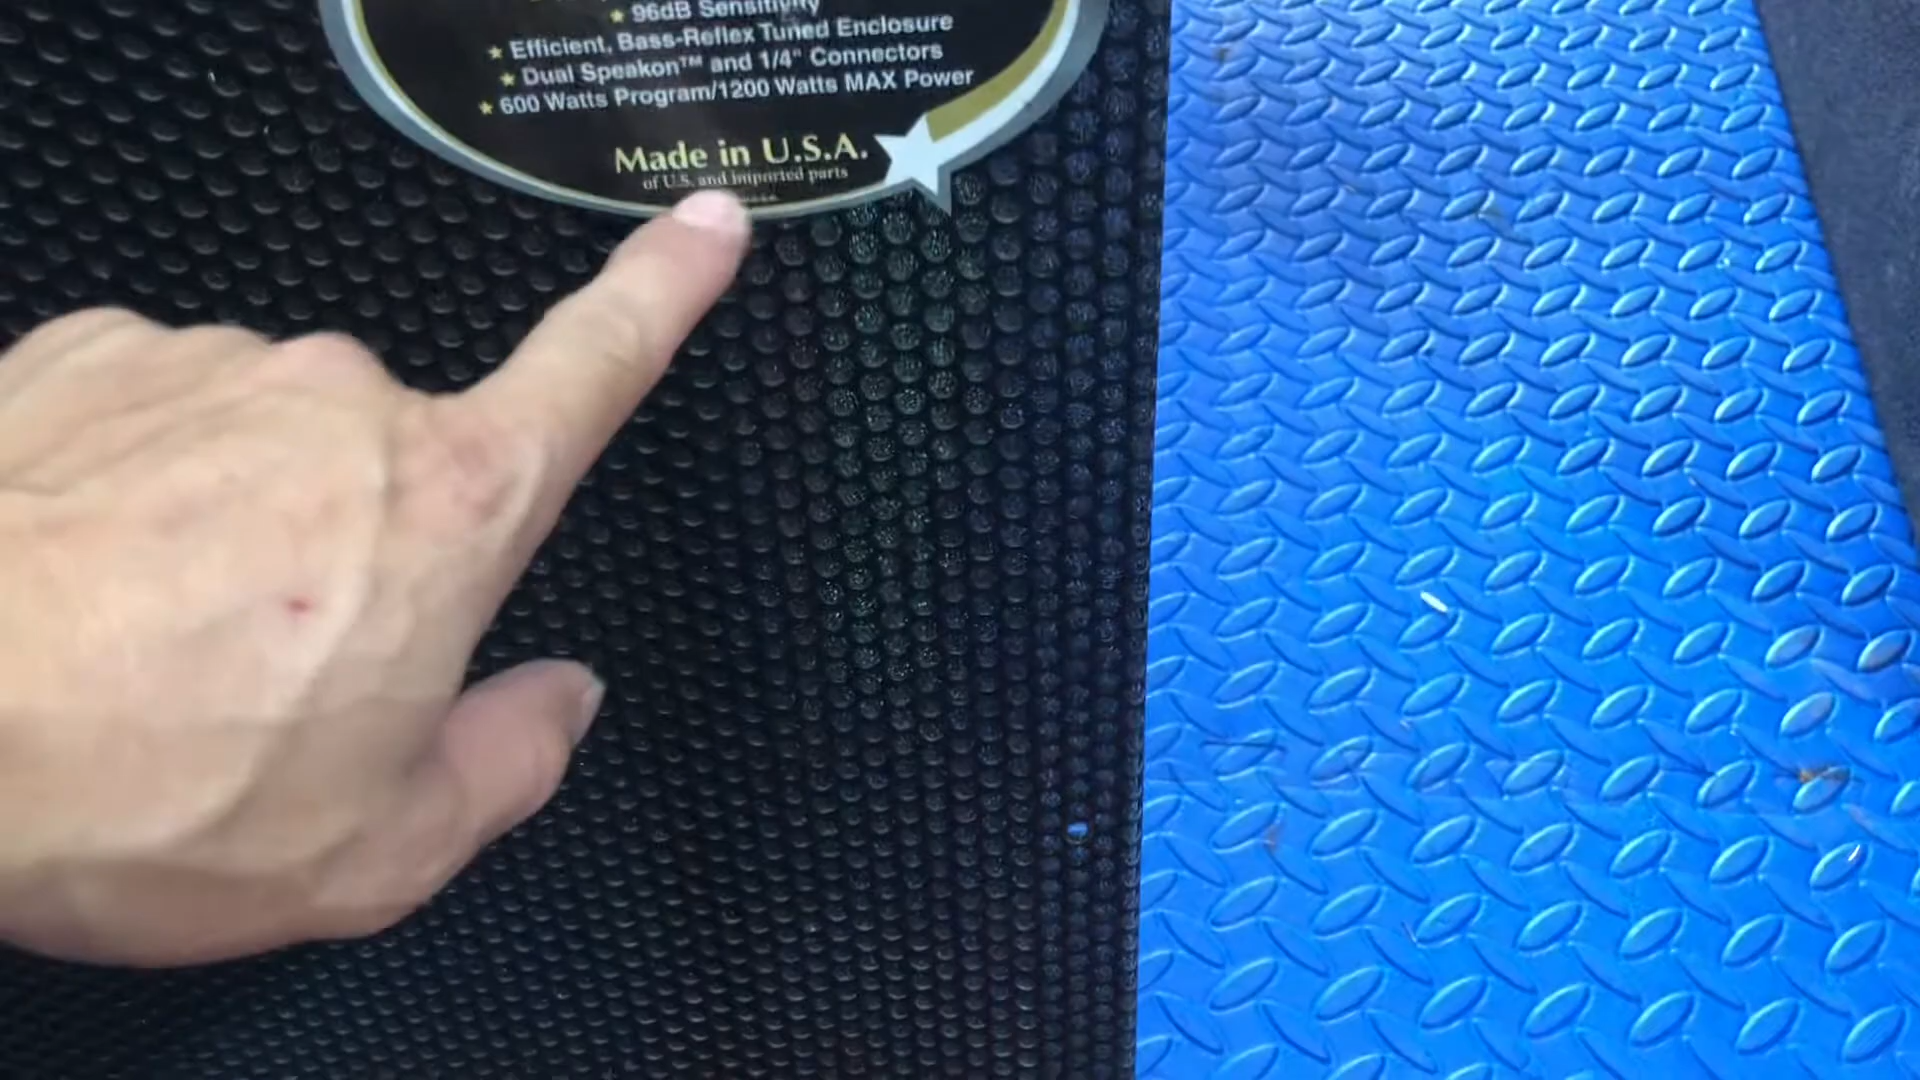 ★ 96dB Sensitivity
★ Efficient, Bass-Reflex Tuned Enclosure
★ Dual Speakon™ and 1/4" Connectors
★ 600 Watts Program/1200 Watts MAX Power
Made in U.S.A.
of U.S. and imported parts